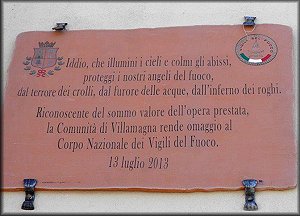 Iddio, che illumini i cieli e colmi gli abissi,
proteggi i nostri angeli del fuoco,
dal terrore dei crolli, dal furore delle acque, dall'inferno dei roghi.
Riconoscente del sommo valore dell'opera prestata,
la Comunità di Villamagna rende omaggio al
Corpo Nazionale dei Vigili del Fuoco.
13 luglio 2013